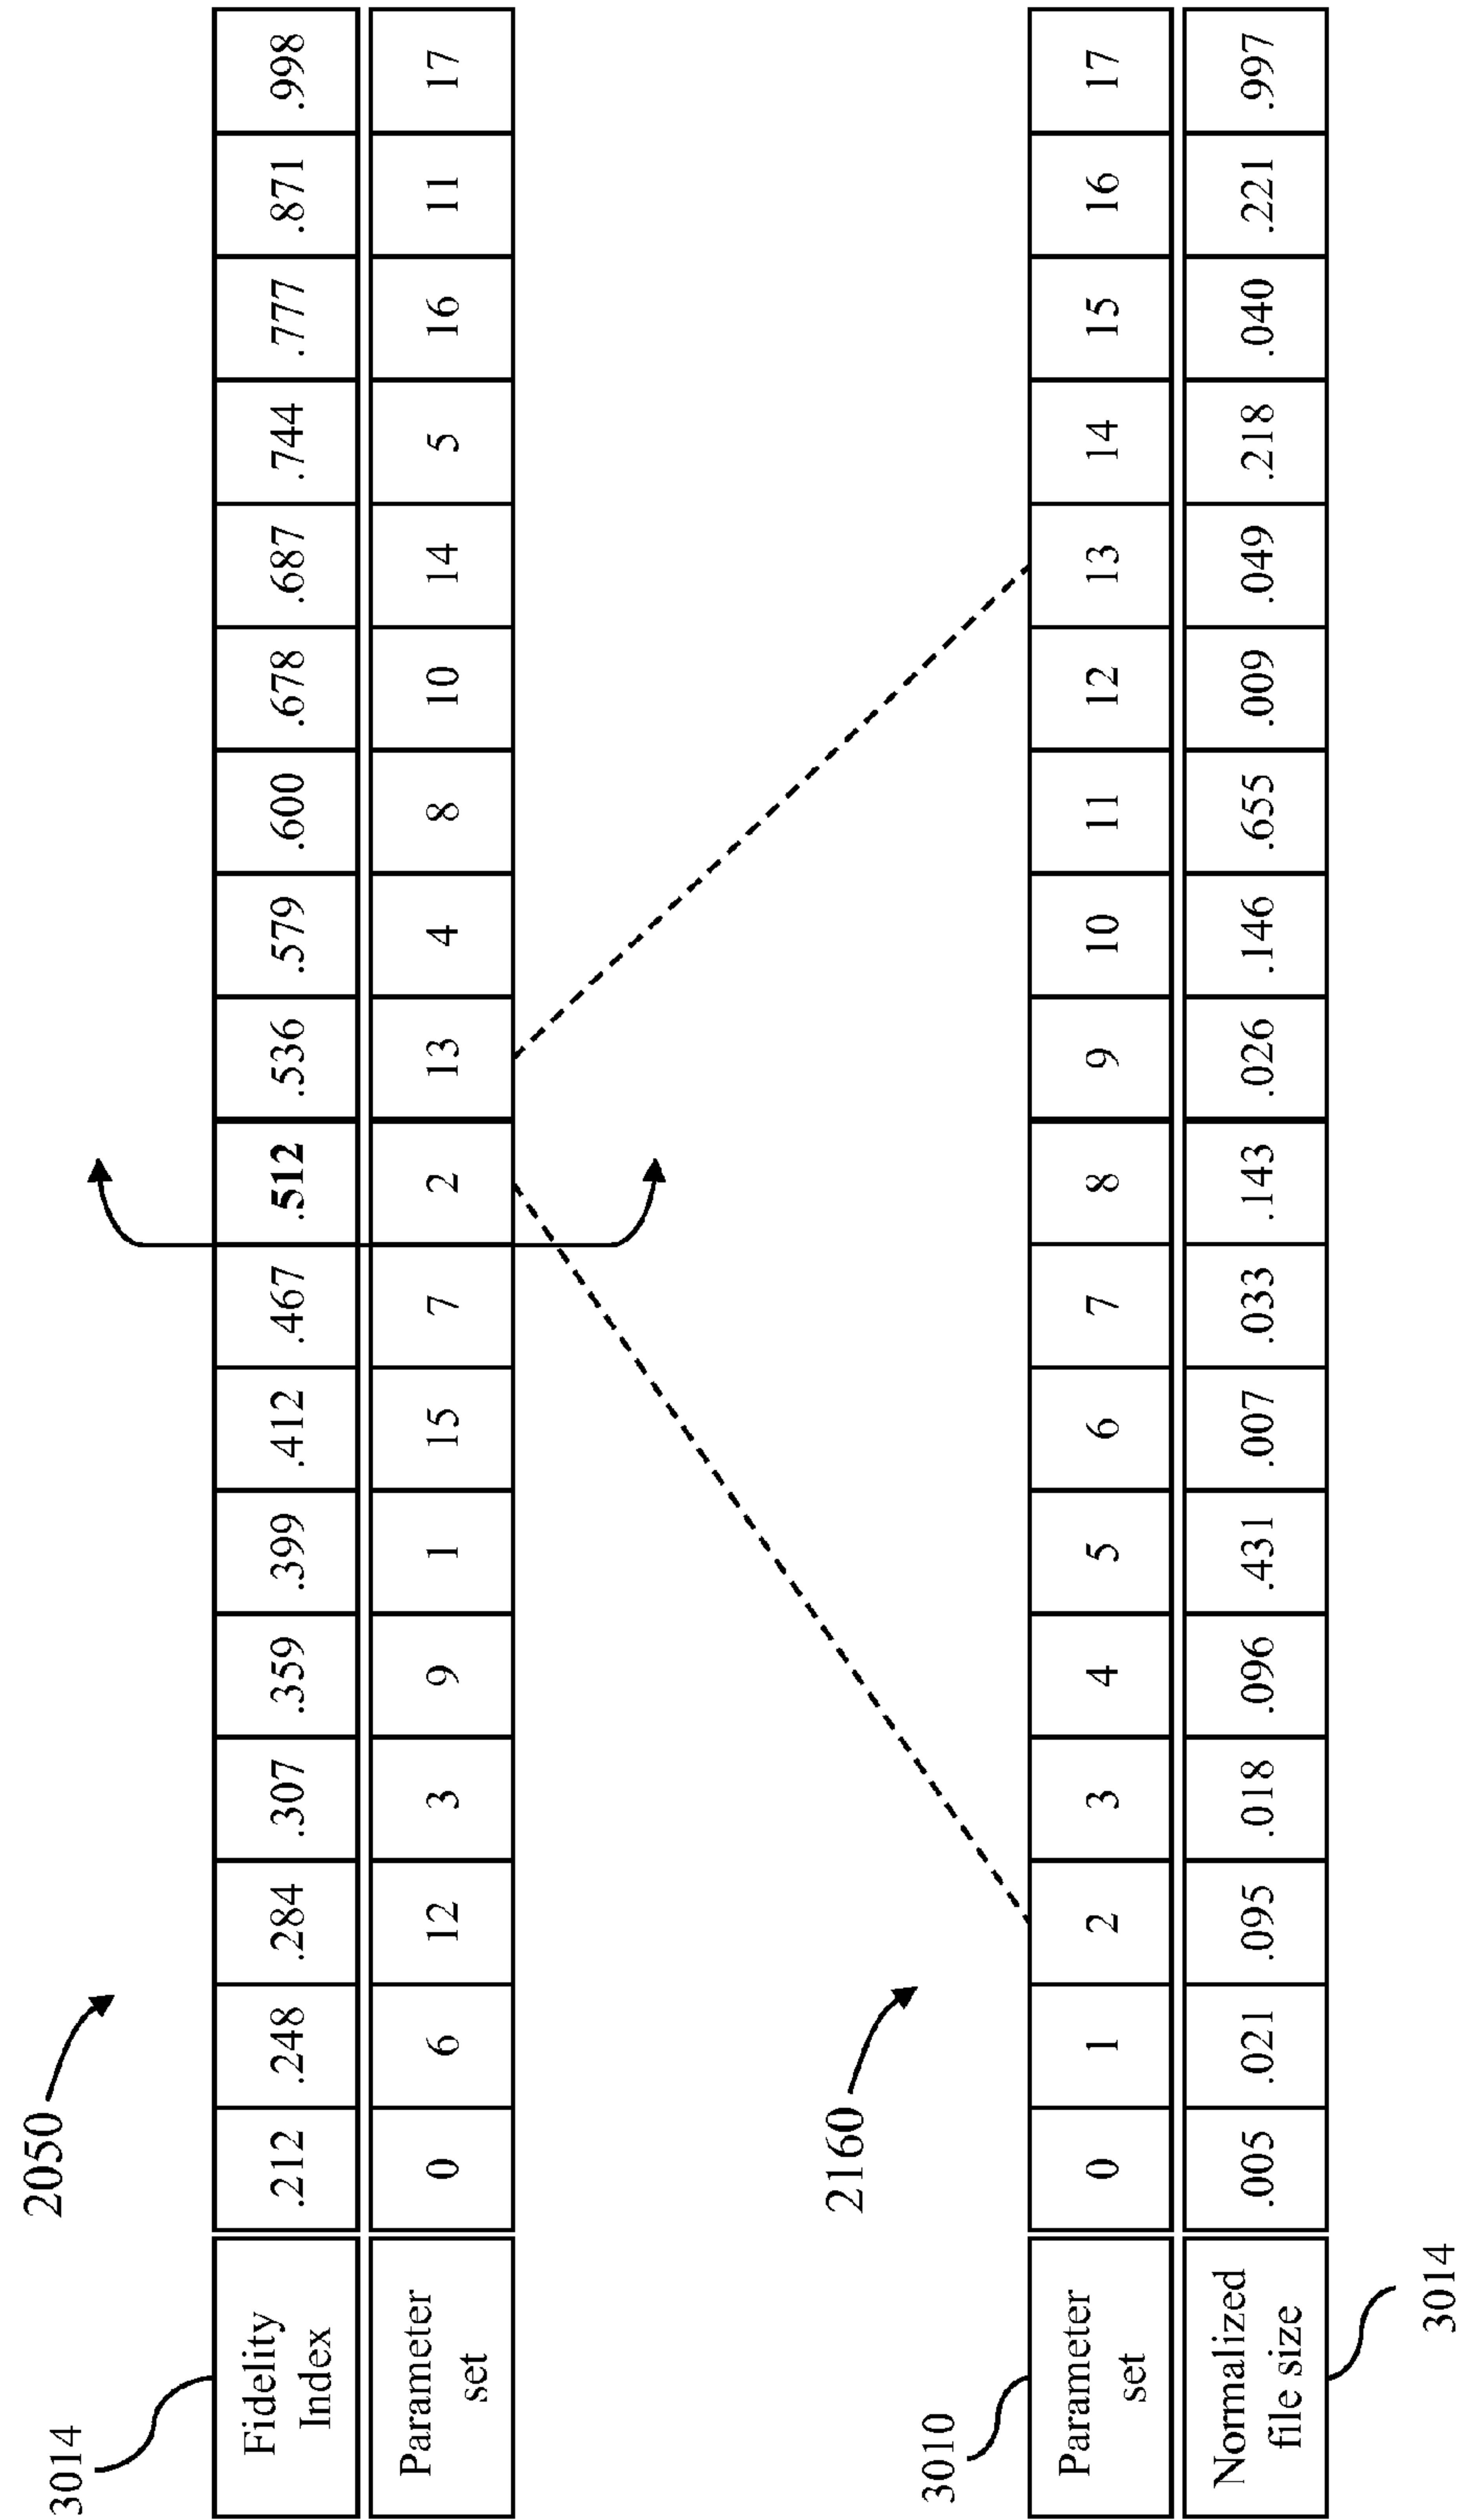 3014
2050
Fidelity
Index
.212 .248 .284 .307 .359 .399 .412 .467 .512 .536 .579 .600 .678 .687 .744 .777 .871 .998
Parameter
set
0 6 12 3 9 1 15 7 2 13 4 8 10 14 5 16 11 17
2160
3010
Parameter
set
0 1 2 3 4 5 6 7 8 9 10 11 12 13 14 15 16 17
Normalized
file size
.005 .021 .095 .018 .096 .431 .007 .033 .143 .026 .146 .655 .009 .049 .218 .040 .221 .997
3014